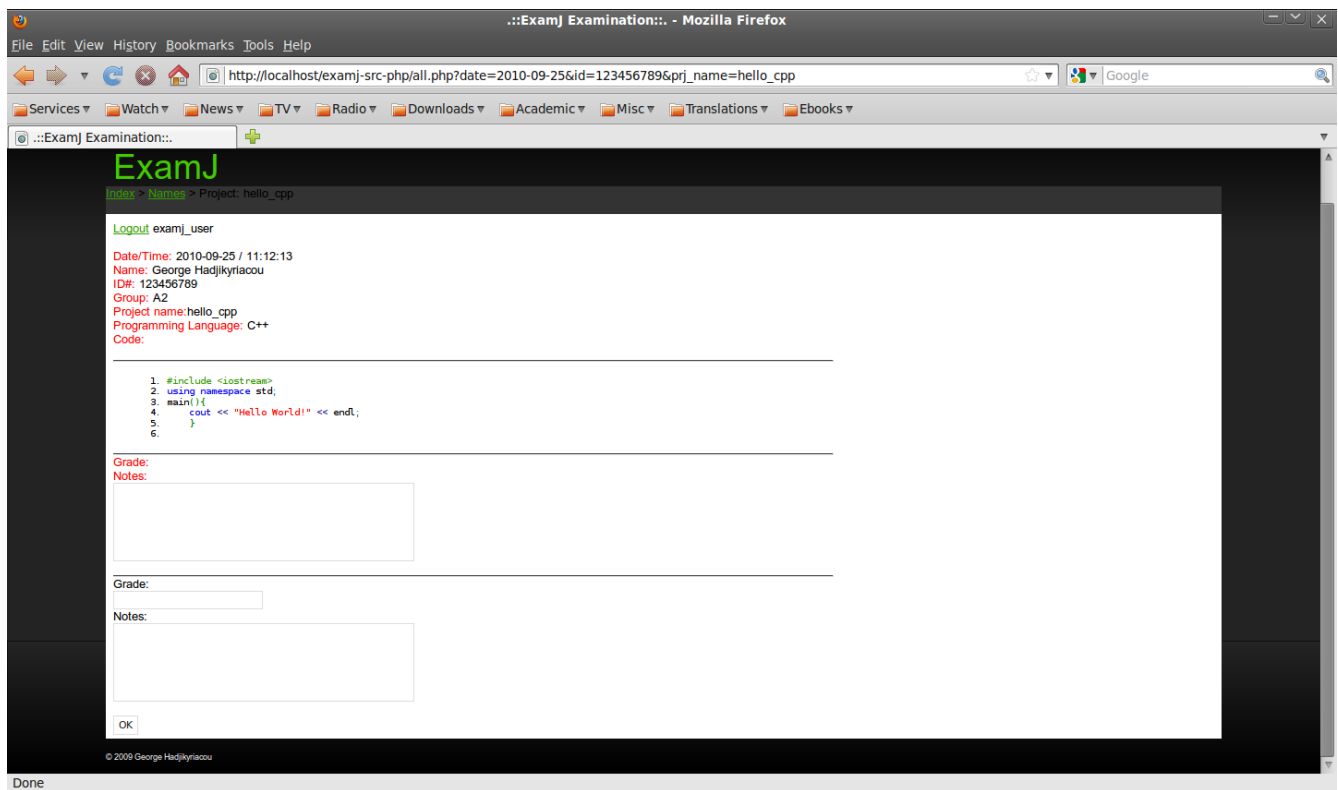 .::ExamJ Examination::. - Mozilla Firefox
File Edit View History Bookmarks Tools Help
http://localhost/examj-src-php/all.php?date=2010-09-25&id=123456789&prj_name=hello_cpp
Google
Services Watch News TV Radio Downloads Academic Misc Translations Ebooks
.::ExamJ Examination::.
ExamJ
Index > Names > Project: hello_cpp
Logout examj_user
Date/Time: 2010-09-25 / 11:12:13
Name: George Hadjikyriacou
ID#: 123456789
Group: A2
Project name:hello_cpp
Programming Language: C++
Code:
1. #include <iostream>
2. using namespace std;
3. main(){
4. cout << "Hello World!" << endl;
5. }
6.
Grade:
Notes:
Grade:
Notes:
OK
© 2009 George Hadjikyriacou
Done